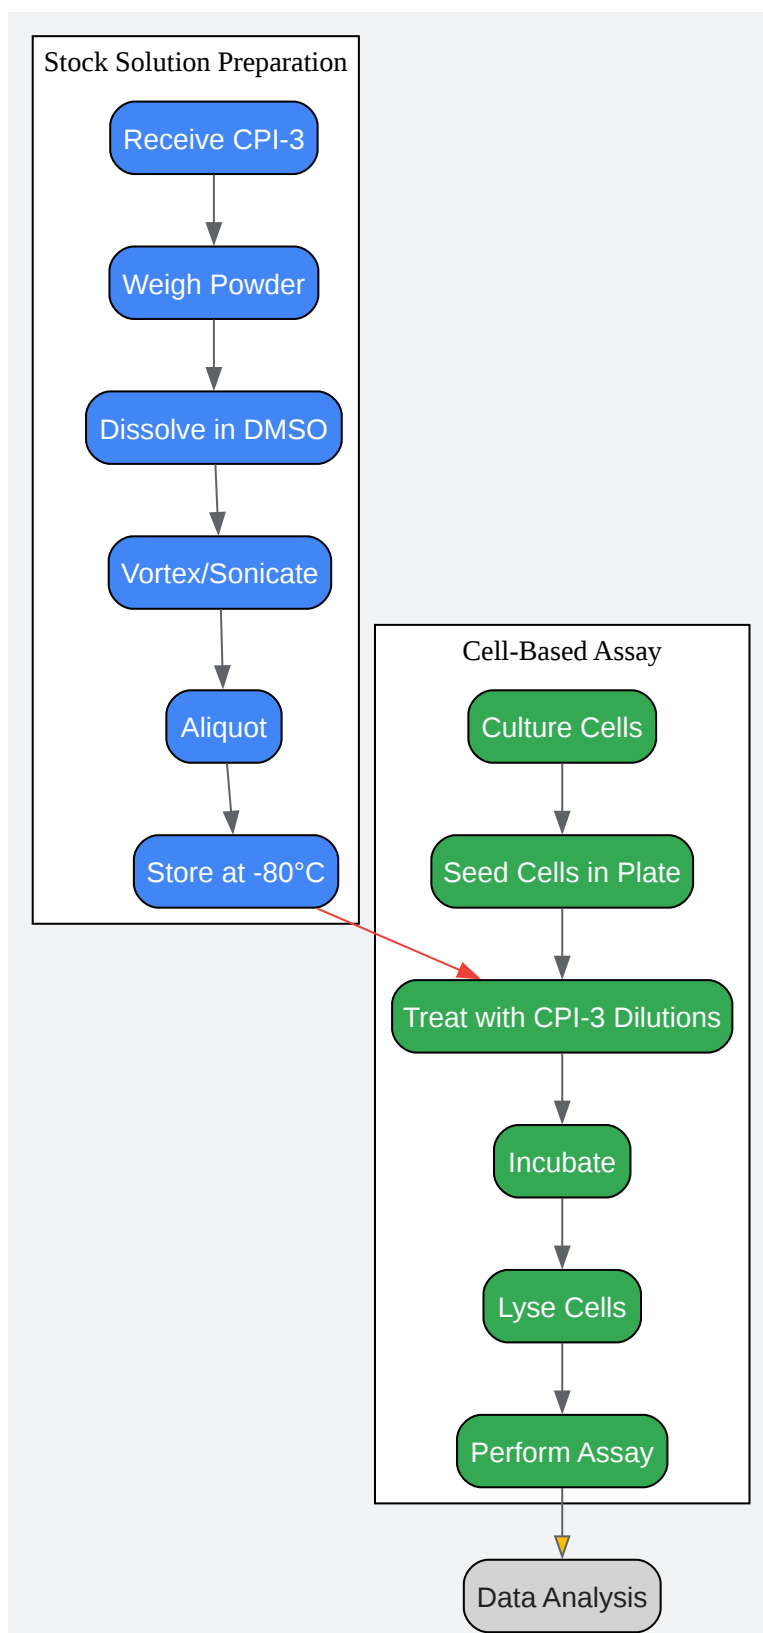 Stock Solution Preparation
Receive CPI-3
Weigh Powder
Dissolve in DMSO
Vortex/Sonicate
Aliquot
Store at -80°C
Cell-Based Assay
Culture Cells
Seed Cells in Plate
Treat with CPI-3 Dilutions
Incubate
Lyse Cells
Perform Assay
Data Analysis